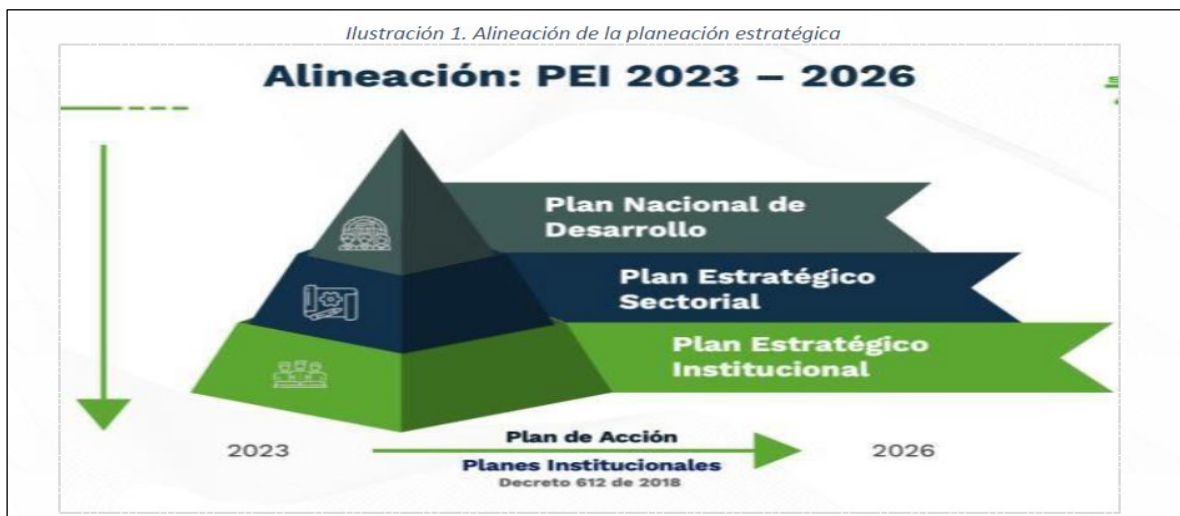 Ilustración 1. Alineación de la planeación estratégica
Alineación: PEI 2023 – 2026
Plan Nacional de
Desarrollo
Plan Estratégico
Sectorial
Plan Estratégico
Institucional
2023
Plan de Acción
2026
Planes Institucionales
Decreto 612 de 2018